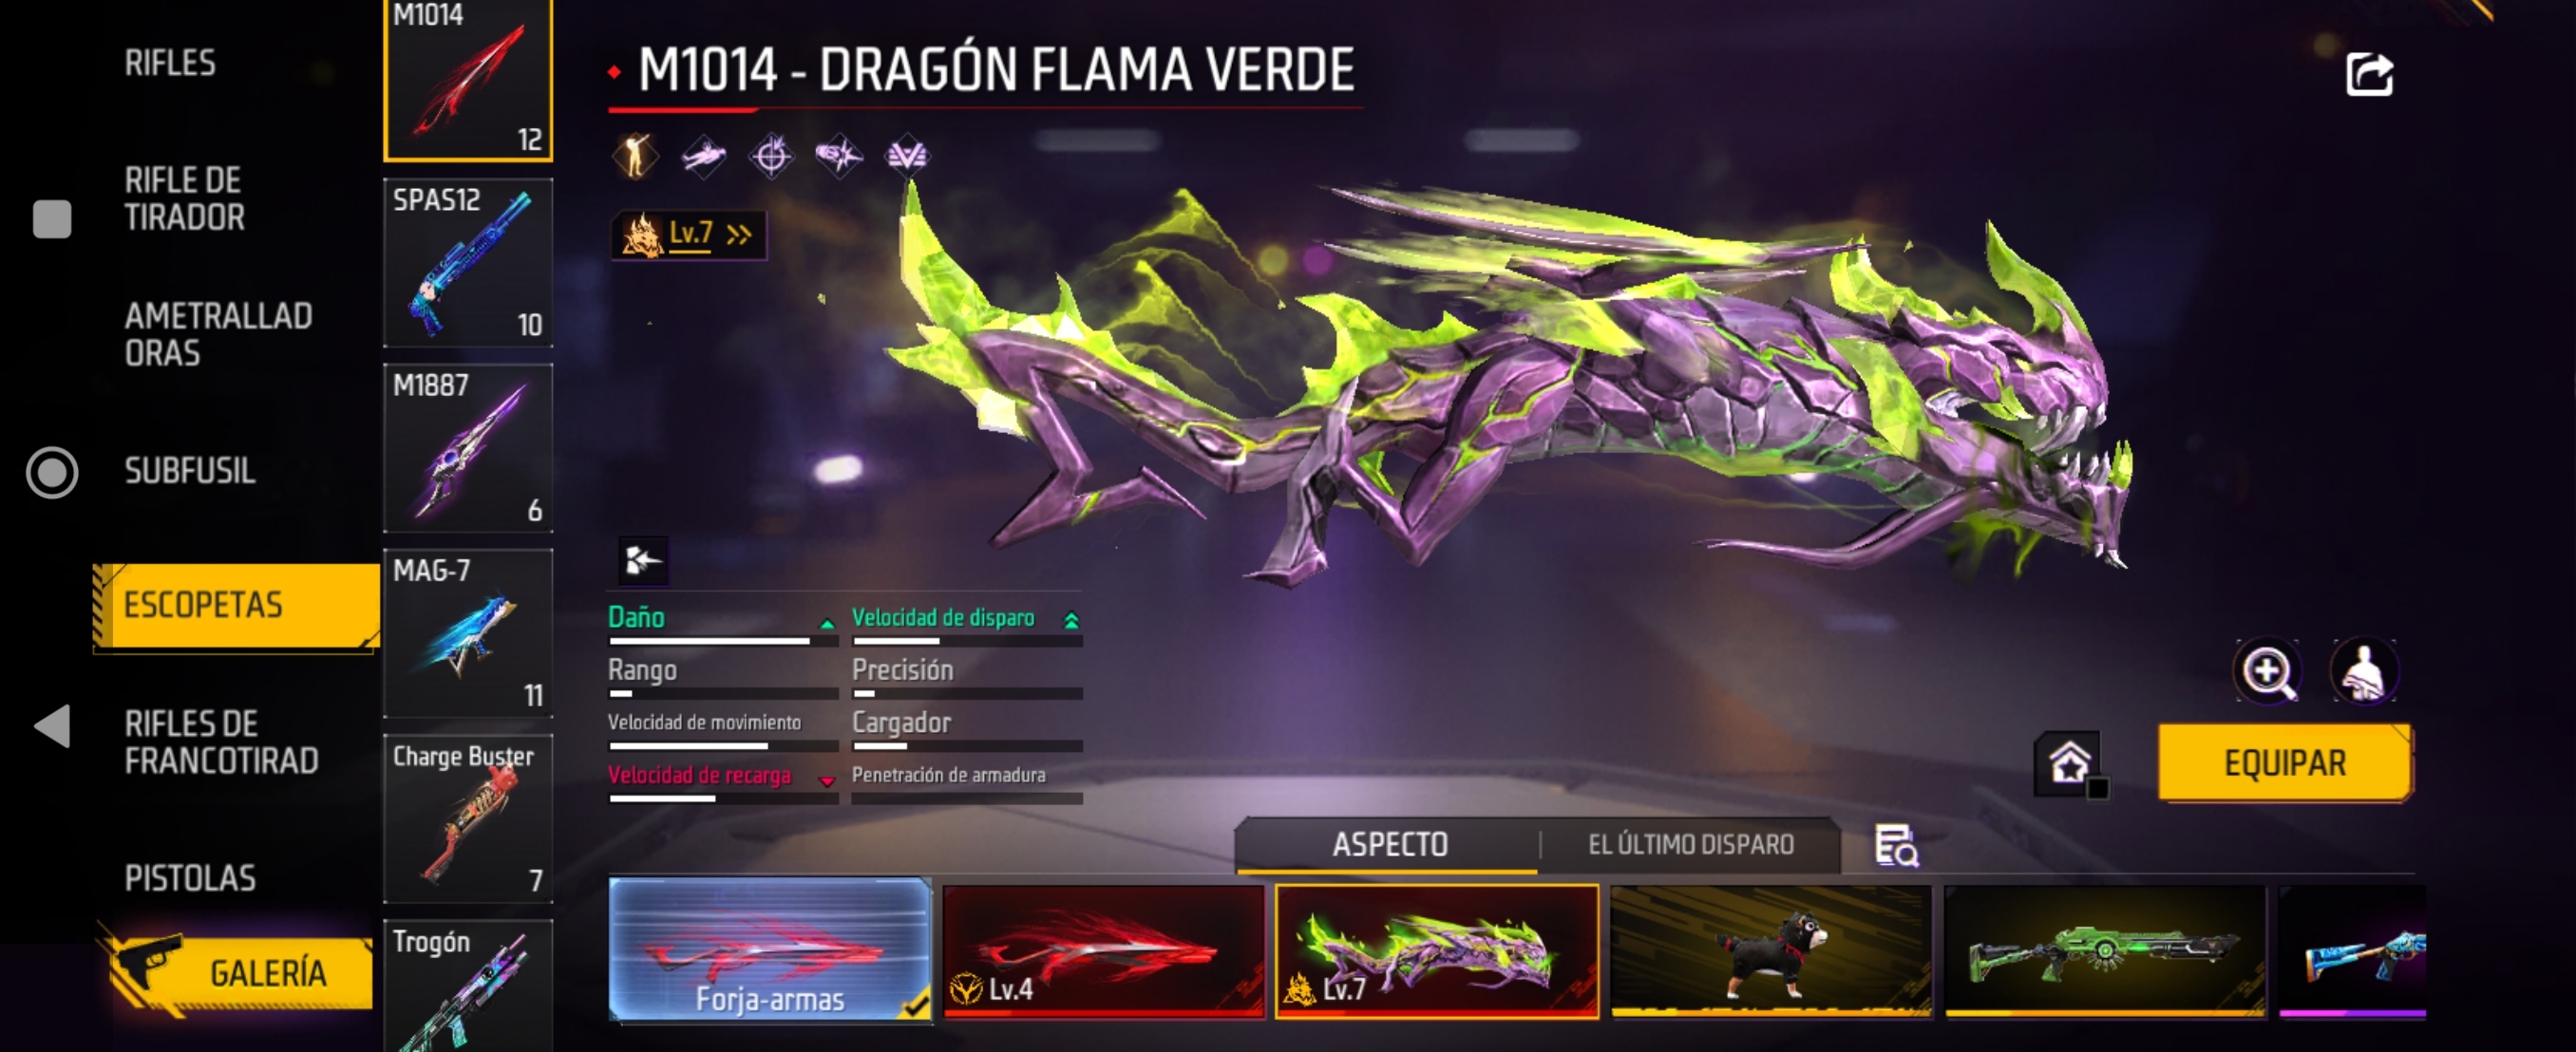 RIFLES
RIFLE DE
TIRADOR
AMETRALLAD
ORAS
SUBFUSIL
ESCOPETAS
RIFLES DE
FRANCOTIRAD
PISTOLAS
GALERÍA
M1014
12
SPAS12
10
M1887
6
MAG-7
11
Charge Buster
7
Trogón
M1014 - DRAGÓN FLAMA VERDE
Lv.7
Daño
Velocidad de disparo
Rango
Precisión
Velocidad de movimiento
Cargador
Velocidad de recarga
Penetración de armadura
EQUIPAR
ASPECTO
EL ÚLTIMO DISPARO
Forja-armas
Lv.4
Lv.7